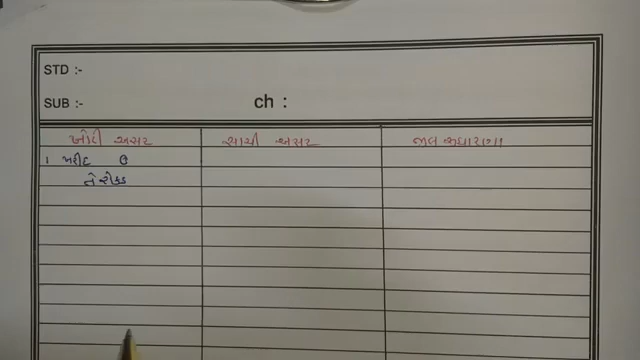 STD :-
SUB :- ch :
ખોટી અસર સાચી અસર ભૂલ સુધારણા
1 ખરીદ ઉ
તે રોકડ